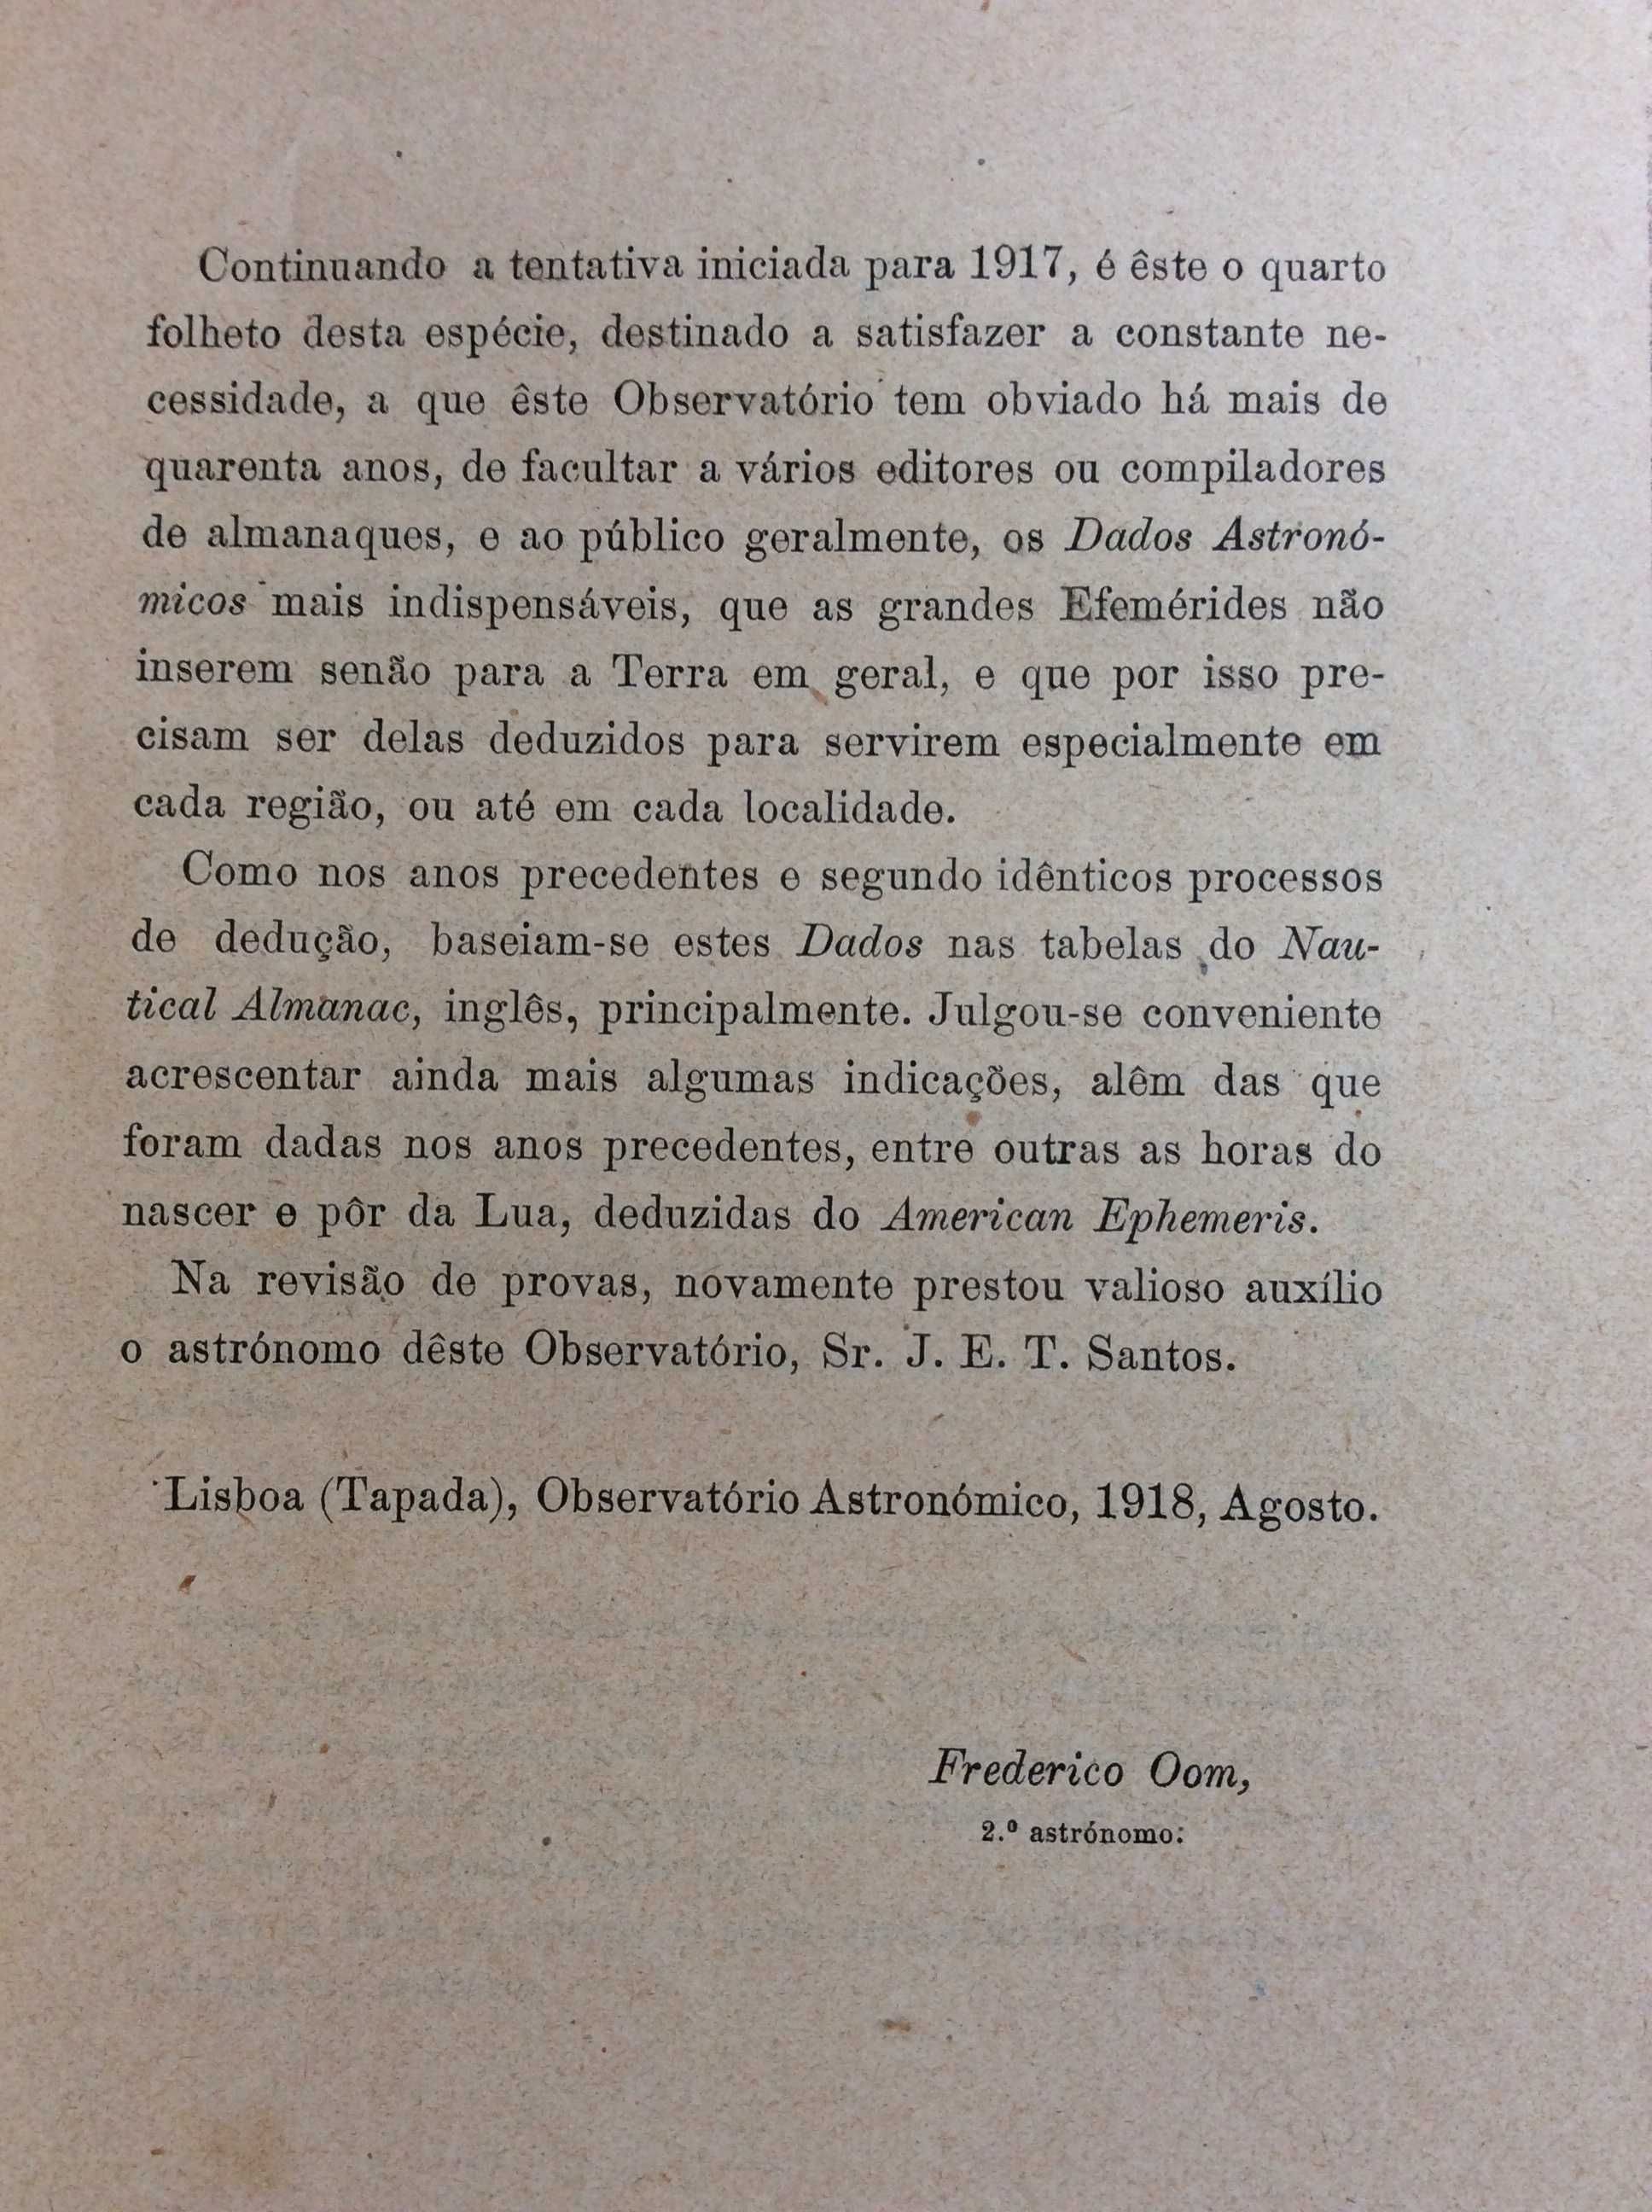 Continuando a tentativa iniciada para 1917, é êste o quarto
folheto desta espécie, destinado a satisfazer a constante ne-
cessidade, a que êste Observatório tem obviado há mais de
quarenta anos, de facultar a vários editores ou compiladores
de almanaques, e ao público geralmente, os Dados Astronó-
micos mais indispensáveis, que as grandes Efemérides não
inserem senão para a Terra em geral, e que por isso pre-
cisam ser delas deduzidos para servirem especialmente em
cada região, ou até em cada localidade.
Como nos anos precedentes e segundo idênticos processos
de dedução, baseiam-se estes Dados nas tabelas do Nau-
tical Almanac, inglês, principalmente. Julgou-se conveniente
acrescentar ainda mais algumas indicações, alêm das que
foram dadas nos anos precedentes, entre outras as horas do
nascer e pôr da Lua, deduzidas do American Ephemeris.
Na revisão de provas, novamente prestou valioso auxílio
o astrónomo dêste Observatório, Sr. J. E. T. Santos.
Lisboa (Tapada), Observatório Astronómico, 1918, Agosto.
Frederico Oom,
2.º astrónomo.